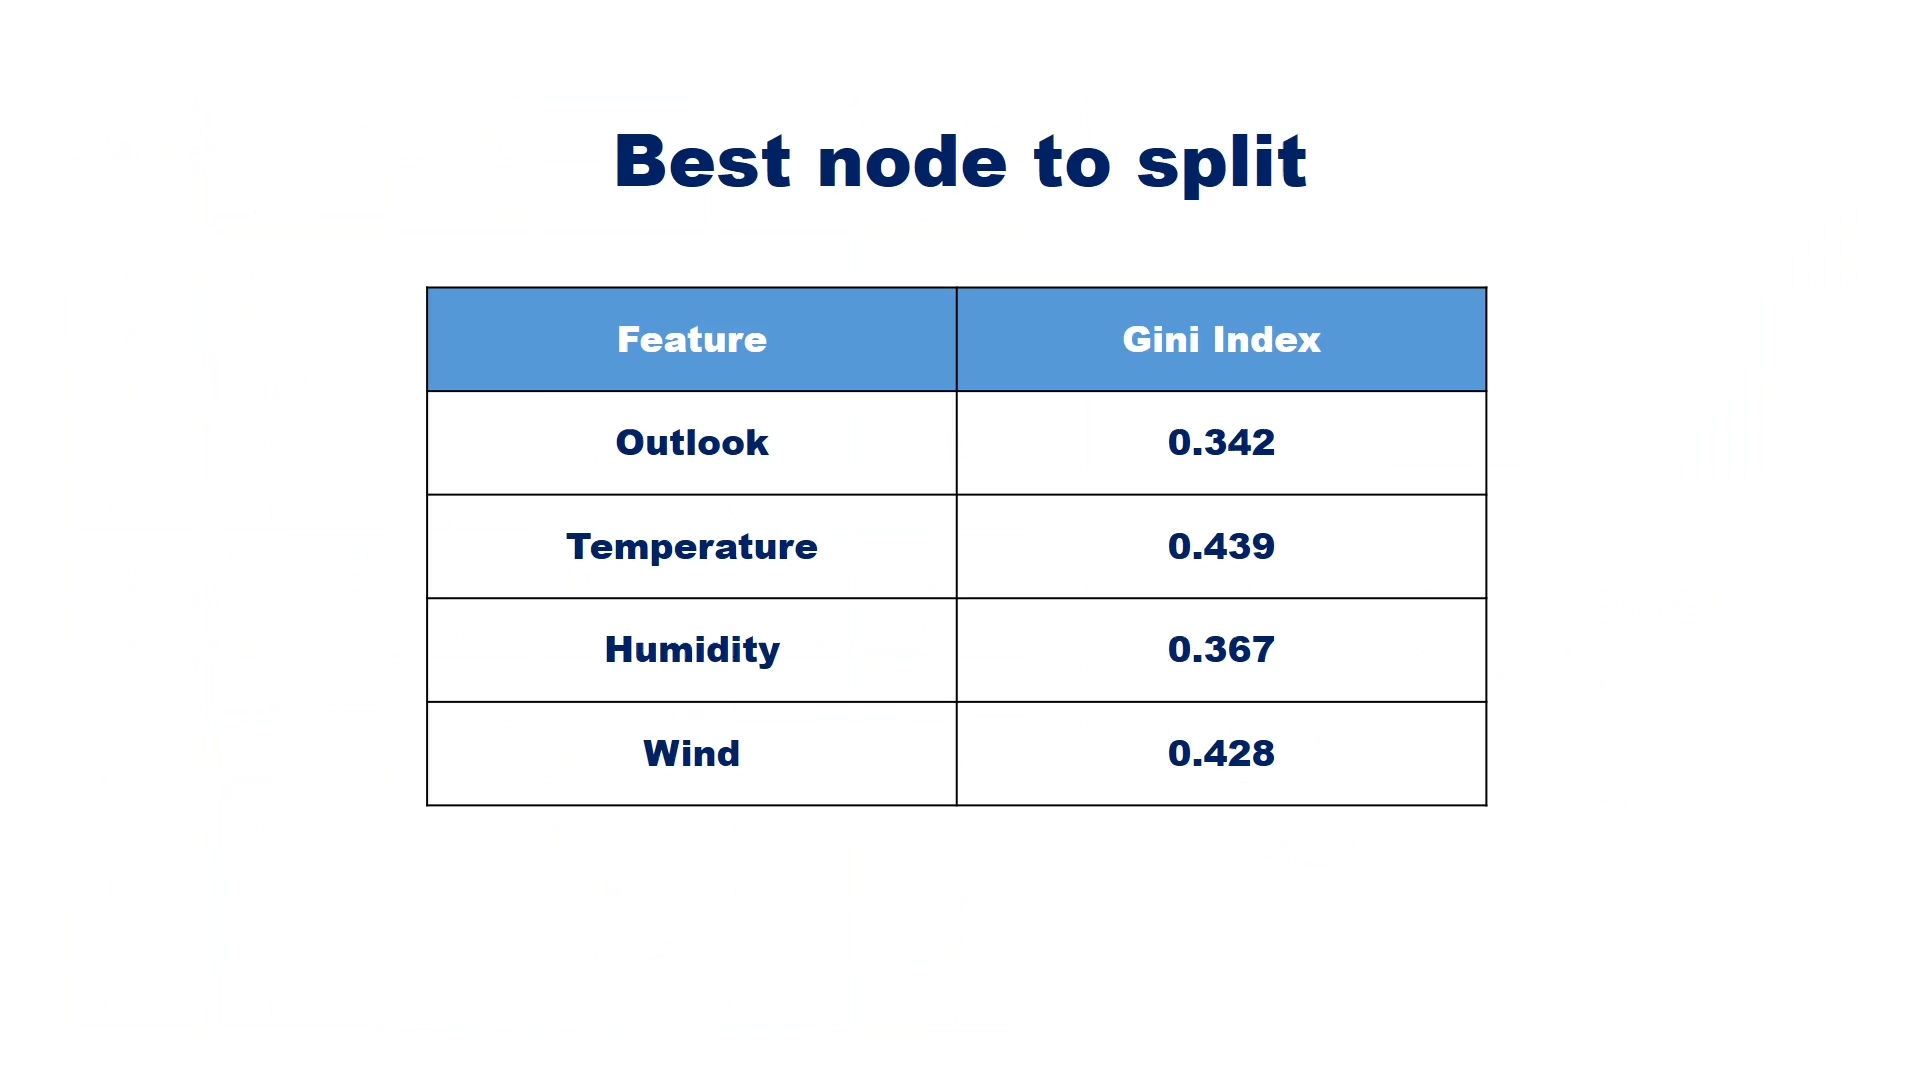 Best node to split
Feature Gini Index
Outlook 0.342
Temperature 0.439
Humidity 0.367
Wind 0.428